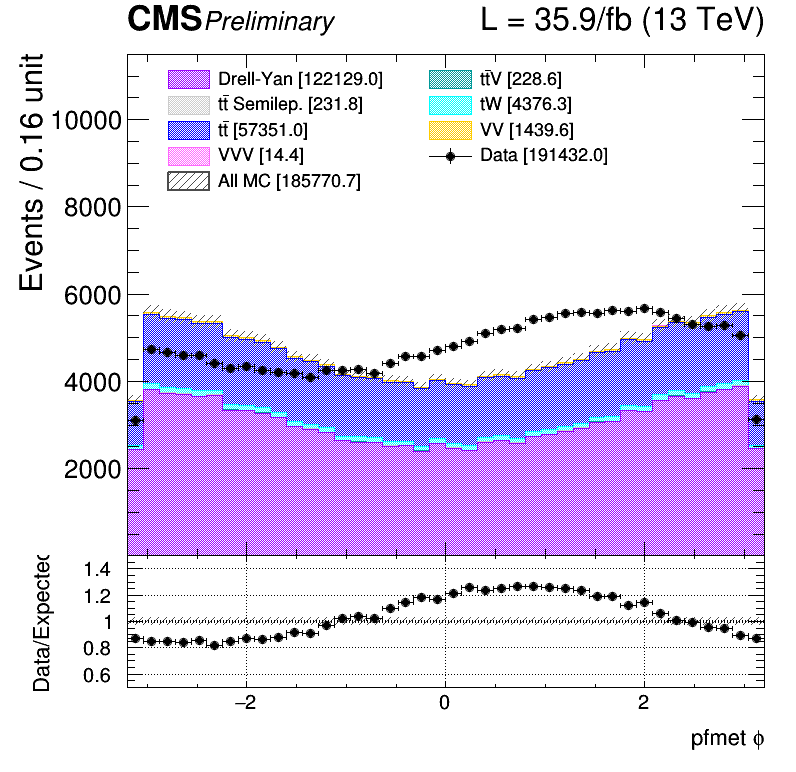 CMS Preliminary L = 35.9/fb (13 TeV)
Events / 0.16 unit
Drell-Yan [122129.0]
tt̄ Semilep. [231.8]
tt̄ [57351.0]
VVV [14.4]
All MC [185770.7]
tt̄V [228.6]
tW [4376.3]
VV [1439.6]
Data [191432.0]
10000
8000
6000
4000
2000
Data/Expected
1.4
1.2
1
0.8
0.6
−2 0 2
pfmet ϕ